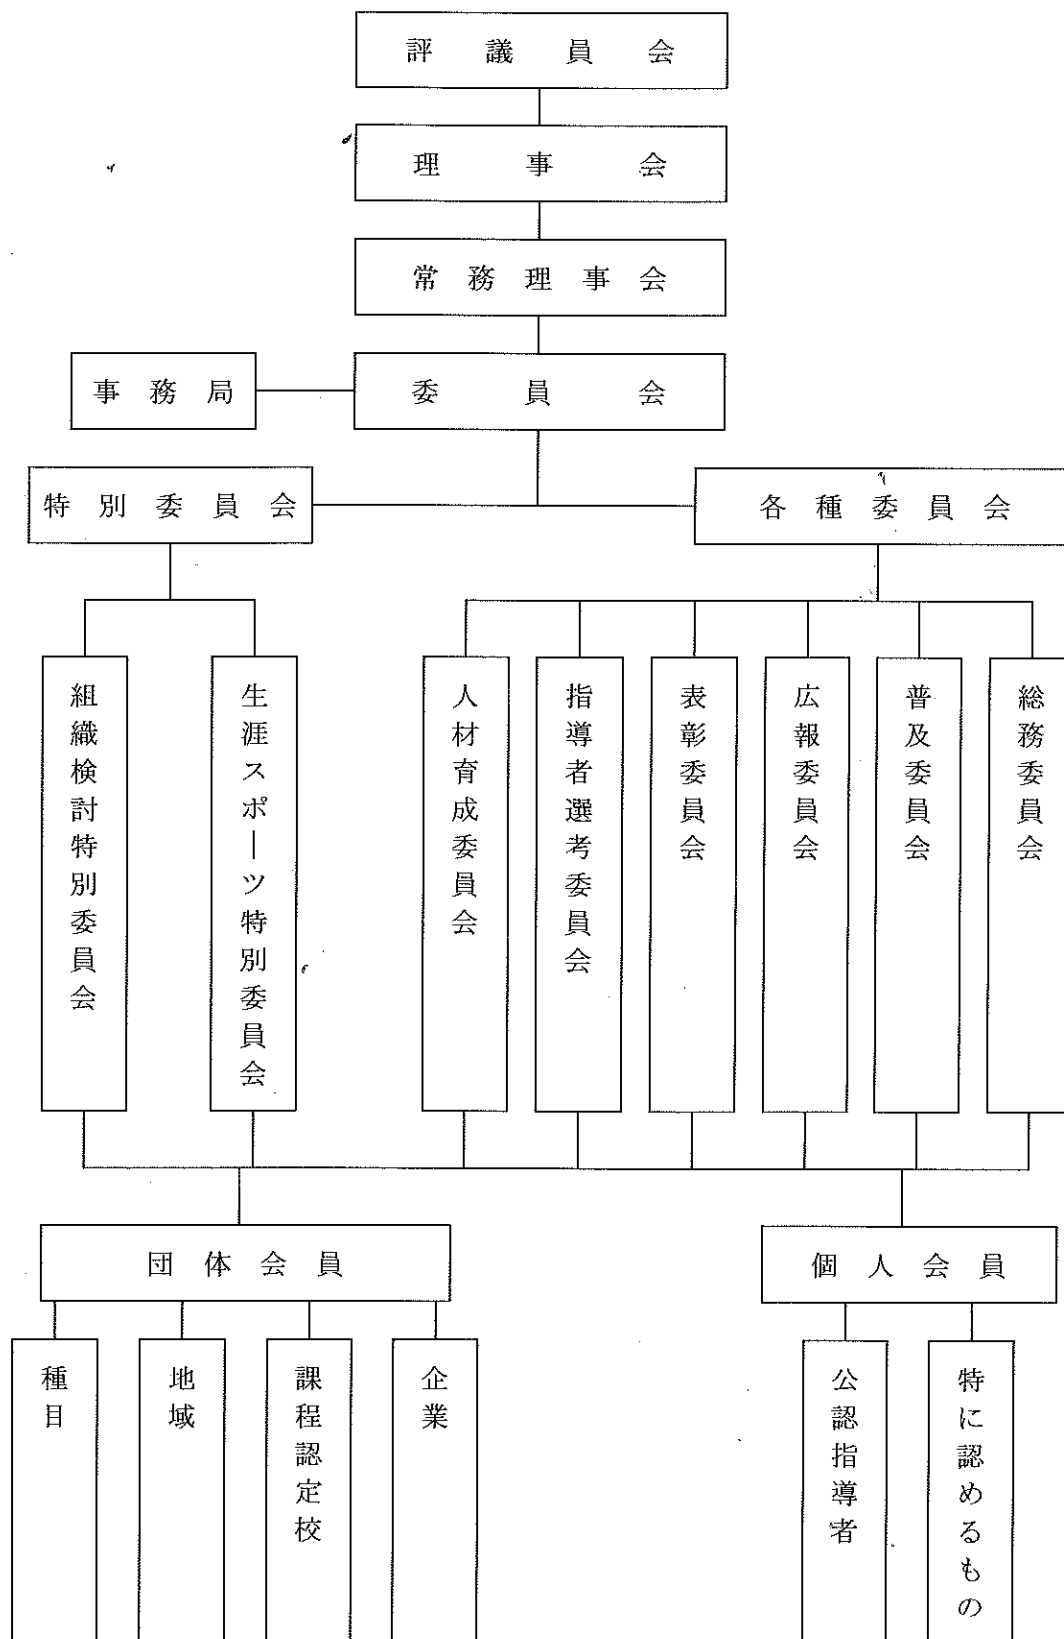 評議員会
理事会
常務理事会
事務局
委員会
特別委員会
各種委員会
組織検討特別委員会
生涯スポーツ特別委員会
人材育成委員会
指導者選考委員会
表彰委員会
広報委員会
普及委員会
総務委員会
団体会員
個人会員
種目
地域
課程認定校
企業
公認指導者
特に認めるもの